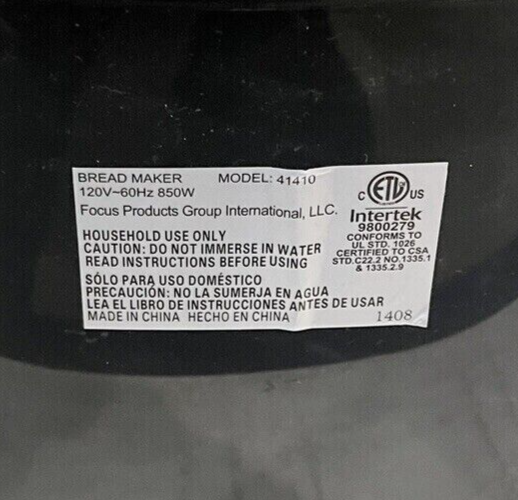 BREAD MAKER MODEL: 41410
120V~60Hz 850W
Focus Products Group International, LLC.
HOUSEHOLD USE ONLY
CAUTION: DO NOT IMMERSE IN WATER
READ INSTRUCTIONS BEFORE USING
SÓLO PARA USO DOMÉSTICO
PRECAUCIÓN: NO LA SUMERJA EN AGUA
LEA EL LIBRO DE INSTRUCCIONES ANTES DE USAR
MADE IN CHINA HECHO EN CHINA
C ETL US
Intertek
9800279
CONFORMS TO
UL STD. 1026
CERTIFIED TO CSA
STD.C22.2 NO.1335.1
& 1335.2.9
1408